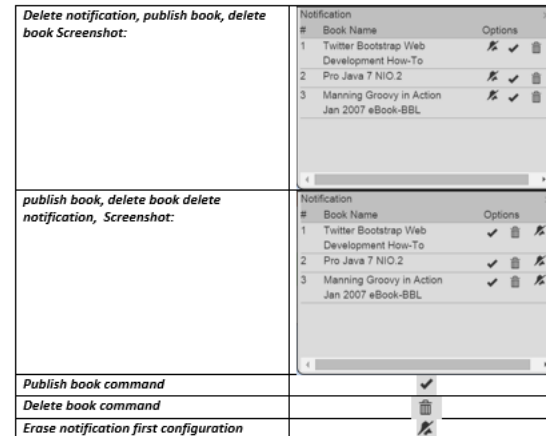 Delete notification, publish book, delete
book Screenshot:
Notification
# Book Name Options
1 Twitter Bootstrap Web
Development How-To
2 Pro Java 7 NIO.2
3 Manning Groovy in Action
Jan 2007 eBook-BBL
publish book, delete book delete
notification, Screenshot:
Notification
# Book Name Options
1 Twitter Bootstrap Web
Development How-To
2 Pro Java 7 NIO.2
3 Manning Groovy in Action
Jan 2007 eBook-BBL
Publish book command
Delete book command
Erase notification first configuration